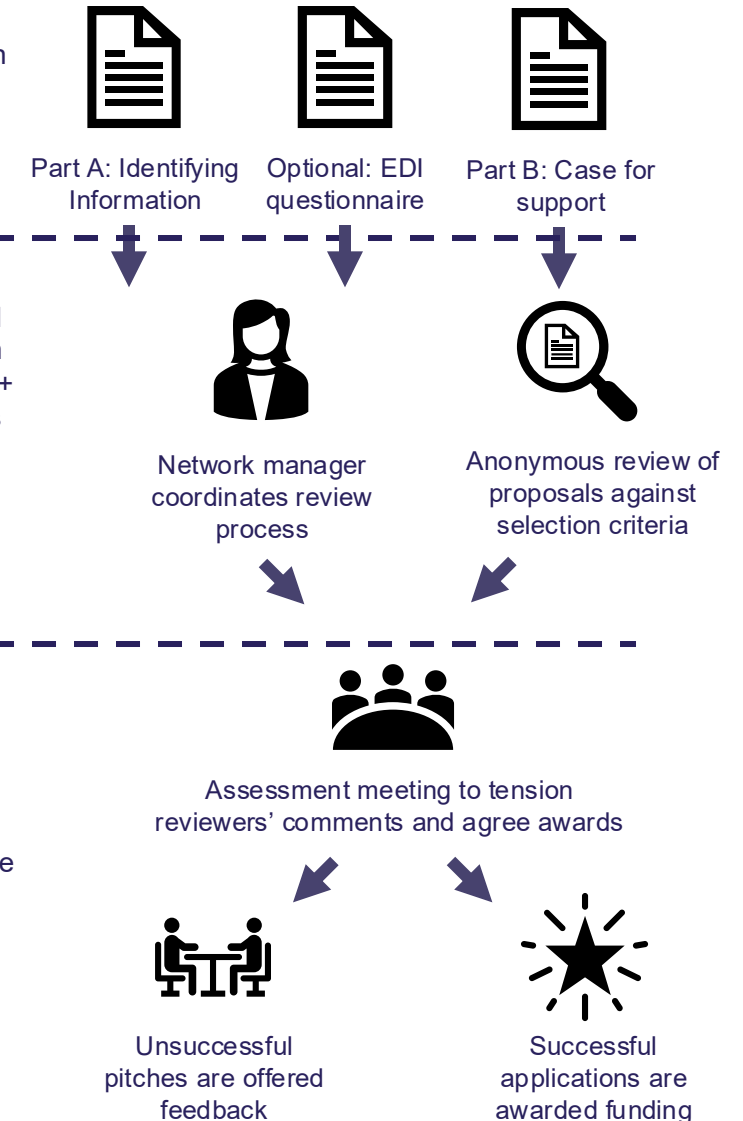 Part A: Identifying
Information
Optional: EDI
questionnaire
Part B: Case for
support
+
Network manager
coordinates review
process
Anonymous review of
proposals against
selection criteria
Assessment meeting to tension
reviewers’ comments and agree awards
e
Unsuccessful
pitches are offered
feedback
Successful
applications are
awarded funding